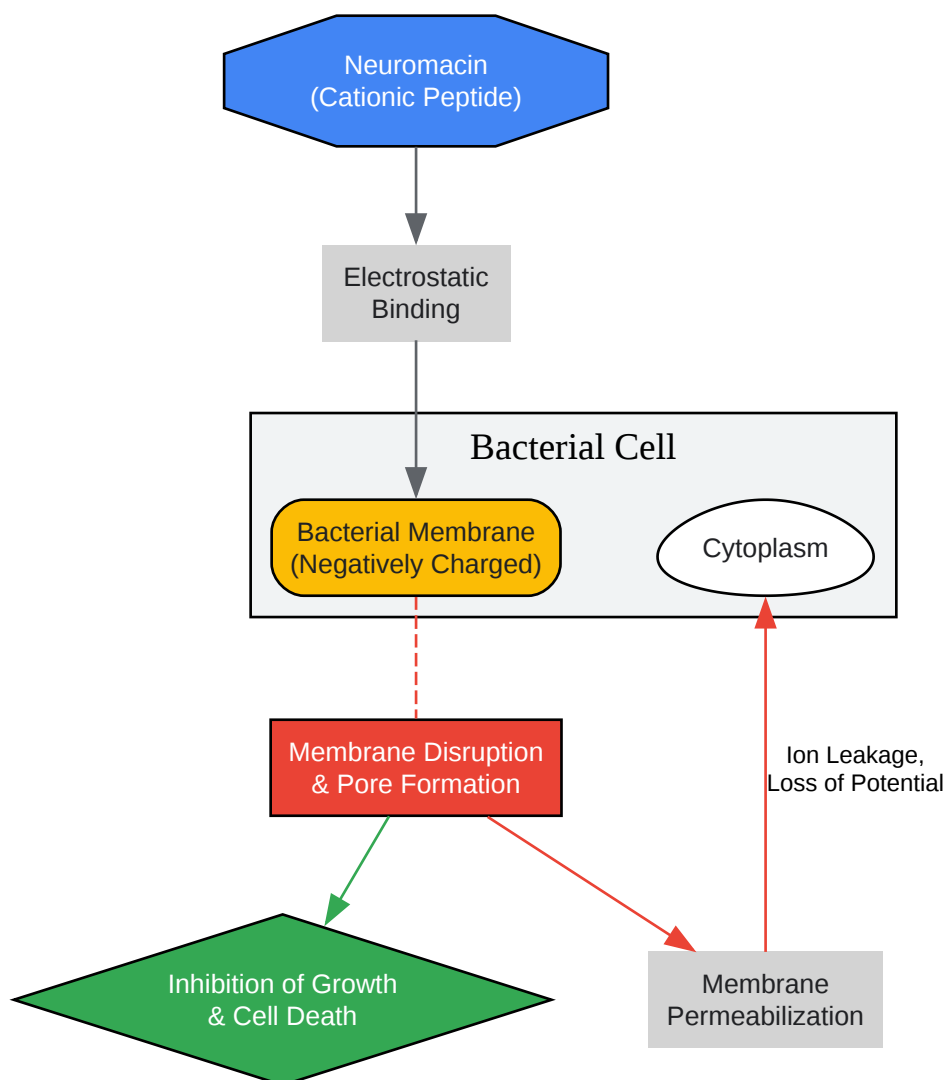 Neuromacin
(Cationic Peptide)
Electrostatic
Binding
Bacterial Cell
Bacterial Membrane
(Negatively Charged)
Cytoplasm
Membrane Disruption
& Pore Formation
Ion Leakage,
Loss of Potential
Inhibition of Growth
& Cell Death
Membrane
Permeabilization